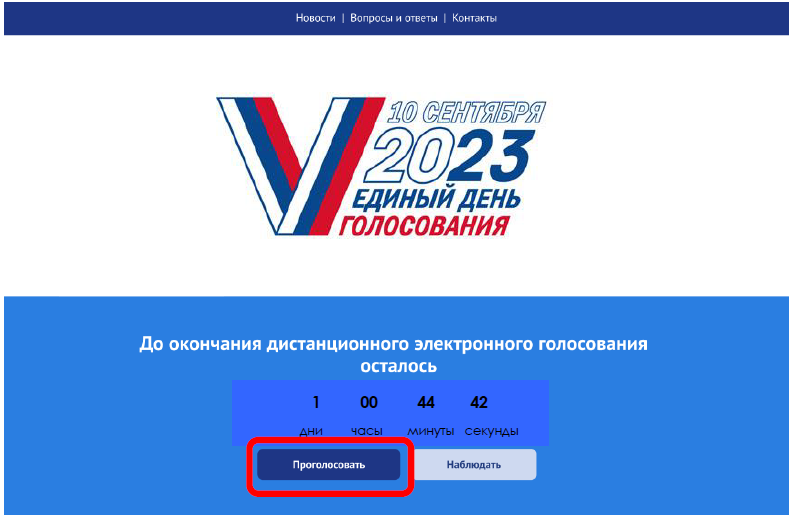 Новости | Вопросы и ответы | Контакты
10 СЕНТЯБРЯ
2023
ЕДИНЫЙ ДЕНЬ
ГОЛОСОВАНИЯ
До окончания дистанционного электронного голосования
осталось
1 00 44 42
дни часы минуты секунды
Проголосовать Наблюдать